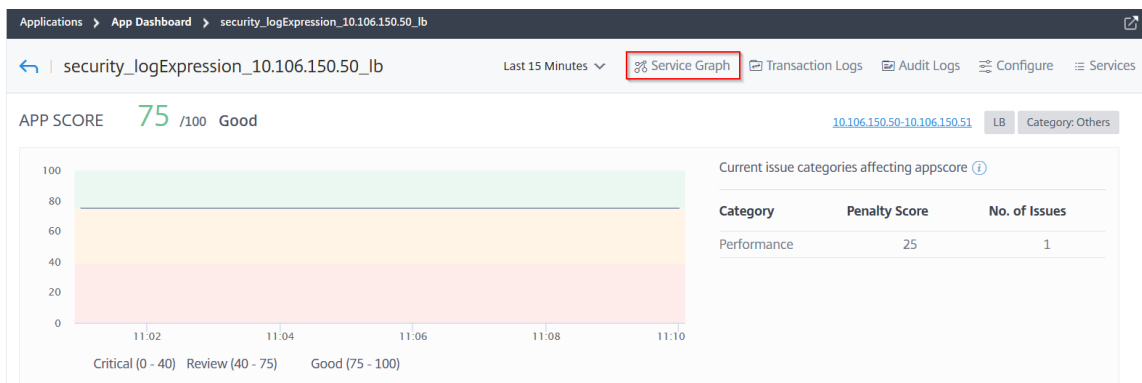 Applications > App Dashboard > security_logExpression_10.106.150.50_lb
security_logExpression_10.106.150.50_lb Last 15 Minutes Service Graph Transaction Logs Audit Logs Configure Services
APP SCORE 75 /100 Good 10.106.150.50-10.106.150.51 LB Category: Others
Current issue categories affecting appscore
Category Penalty Score No. of Issues
Performance 25 1
100
80
60
40
20
0
11:02 11:04 11:06 11:08 11:10
Critical (0 - 40) Review (40 - 75) Good (75 - 100)